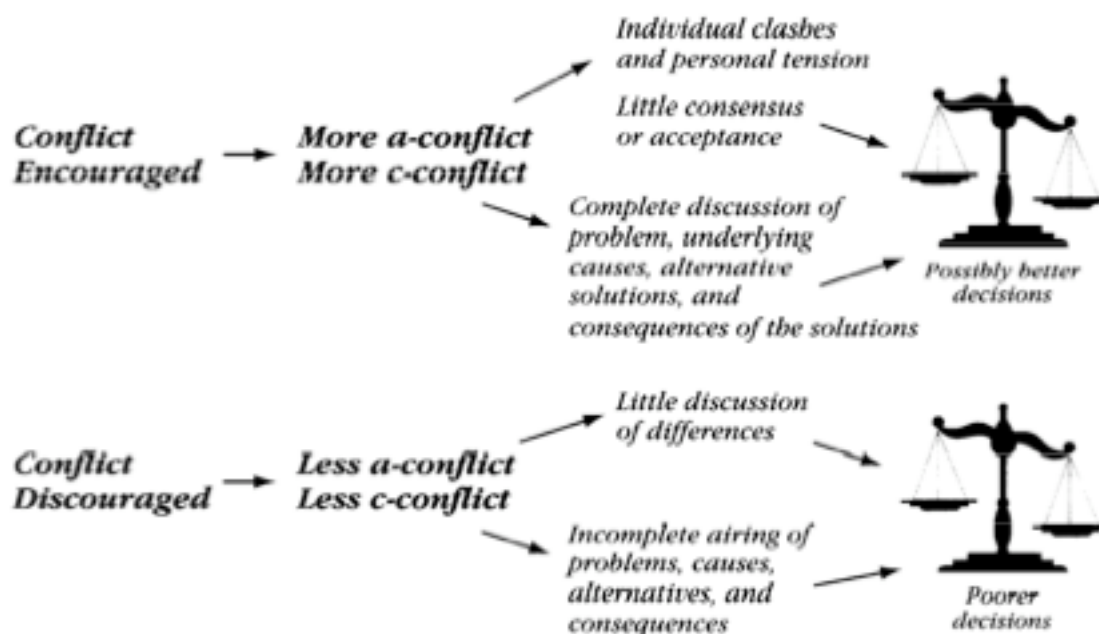 Conflict
Encouraged
More a-conflict
More c-conflict
Individual clashes
and personal tension
Little consensus
or acceptance
Complete discussion of
problem, underlying
causes, alternative
solutions, and
consequences of the solutions
Possibly better
decisions
Conflict
Discouraged
Less a-conflict
Less c-conflict
Little discussion
of differences
Incomplete airing of
problems, causes,
alternatives, and
consequences
Poorer
decisions